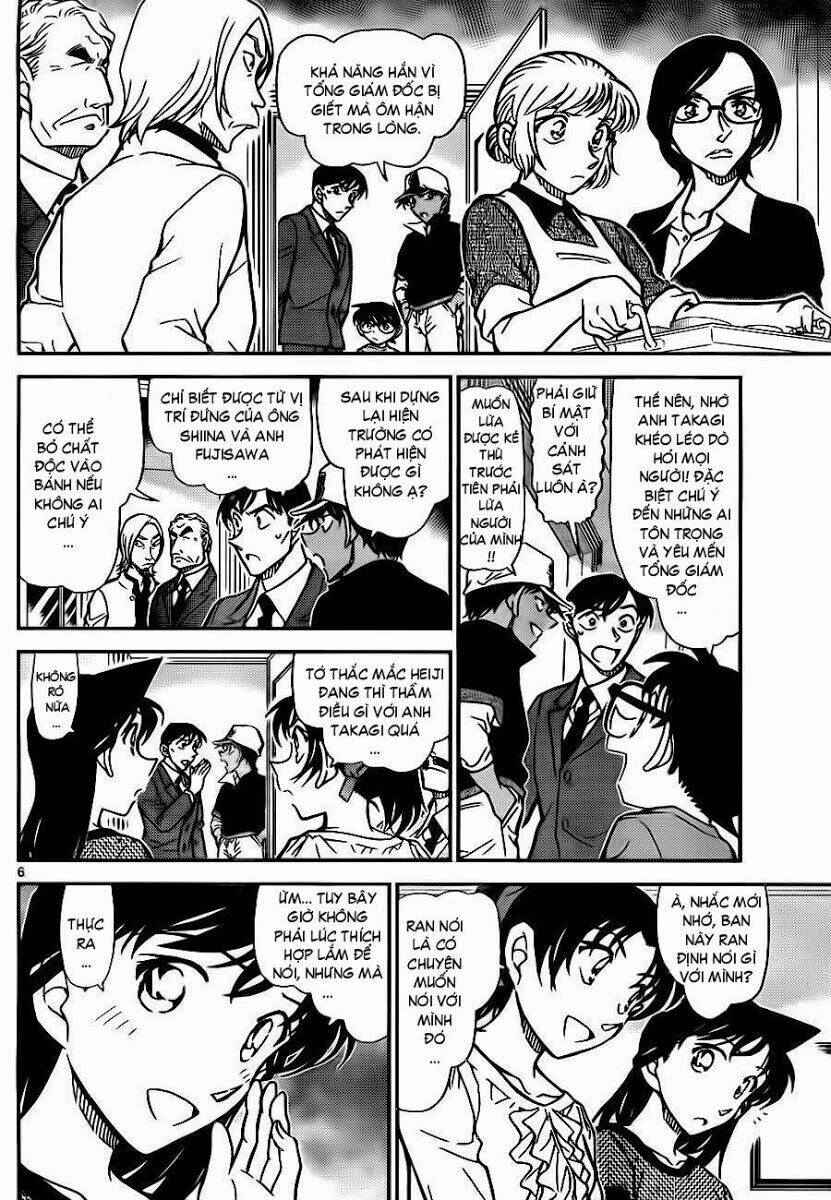 KHẢ NĂNG HẮN VÌ
TỔNG GIÁM ĐỐC BỊ
GIẾT MÀ ÔM HẬN
TRONG LÒNG.
THẾ NÊN, NHỜ
ANH TAKAGI
KHÉO LÉO DÒ
HỎI MỌI
NGƯỜI! ĐẶC
BIỆT CHÚ Ý
ĐẾN NHỮNG AI
TÔN TRỌNG
VÀ YÊU MẾN
TỔNG GIÁM
ĐỐC
...
PHẢI GIỮ
BÍ MẬT
VỚI
CẢNH
SÁT
LUÔN À?
MUỐN
LỪA
ĐƯỢC KẺ
THÙ TRƯỚC
TIÊN PHẢI
LỪA
NGƯỜI
CỦA MÌNH
!!
SAU KHI DỰNG
LẠI HIỆN
TRƯỜNG CÓ
PHÁT HIỆN
ĐƯỢC GÌ
KHÔNG Ạ?
CHỈ BIẾT ĐƯỢC TỪ VỊ
TRÍ ĐỨNG CỦA ÔNG
SHIINA VÀ ANH
FUJISAWA
...
CÓ THỂ
BỎ CHẤT
ĐỘC VÀO
BÁNH NẾU
KHÔNG AI
CHÚ Ý
...
TỚ THẮC MẮC HEIJI
ĐANG THÌ THẦM
ĐIỀU GÌ VỚI ANH
TAKAGI QUÁ
...
KHÔNG
RÕ
NỮA
...
6
À, NHẮC MỚI
NHỚ, BAN
NÃY RAN
ĐỊNH NÓI GÌ
VỚI MÌNH?
RAN NÓI
LÀ CÓ
CHUYỆN
MUỐN
NÓI VỚI
MÌNH
ĐÓ
ỪM... TUY BÂY
GIỜ KHÔNG
PHẢI LÚC THÍCH
HỢP LẮM ĐỂ
NÓI, NHƯNG MÀ
...
THỰC
RA
...